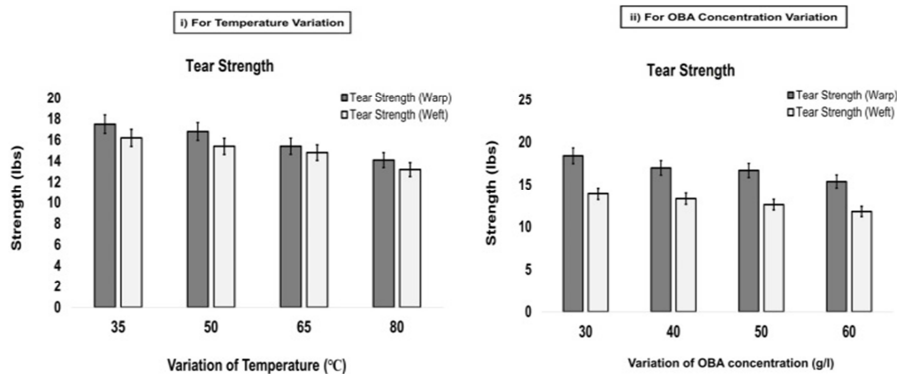 i) For Temperature Variation
Tear Strength
Tear Strength (Warp)
Tear Strength (Weft)
Strength (lbs)
20
18
16
14
12
10
8
6
4
2
0
35 50 65 80
Variation of Temperature (℃)
ii) For OBA Concentration Variation
Tear Strength
Tear Strength (Warp)
Tear Strength (Weft)
Strength (lbs)
25
20
15
10
5
0
30 40 50 60
Variation of OBA concentration (g/l)